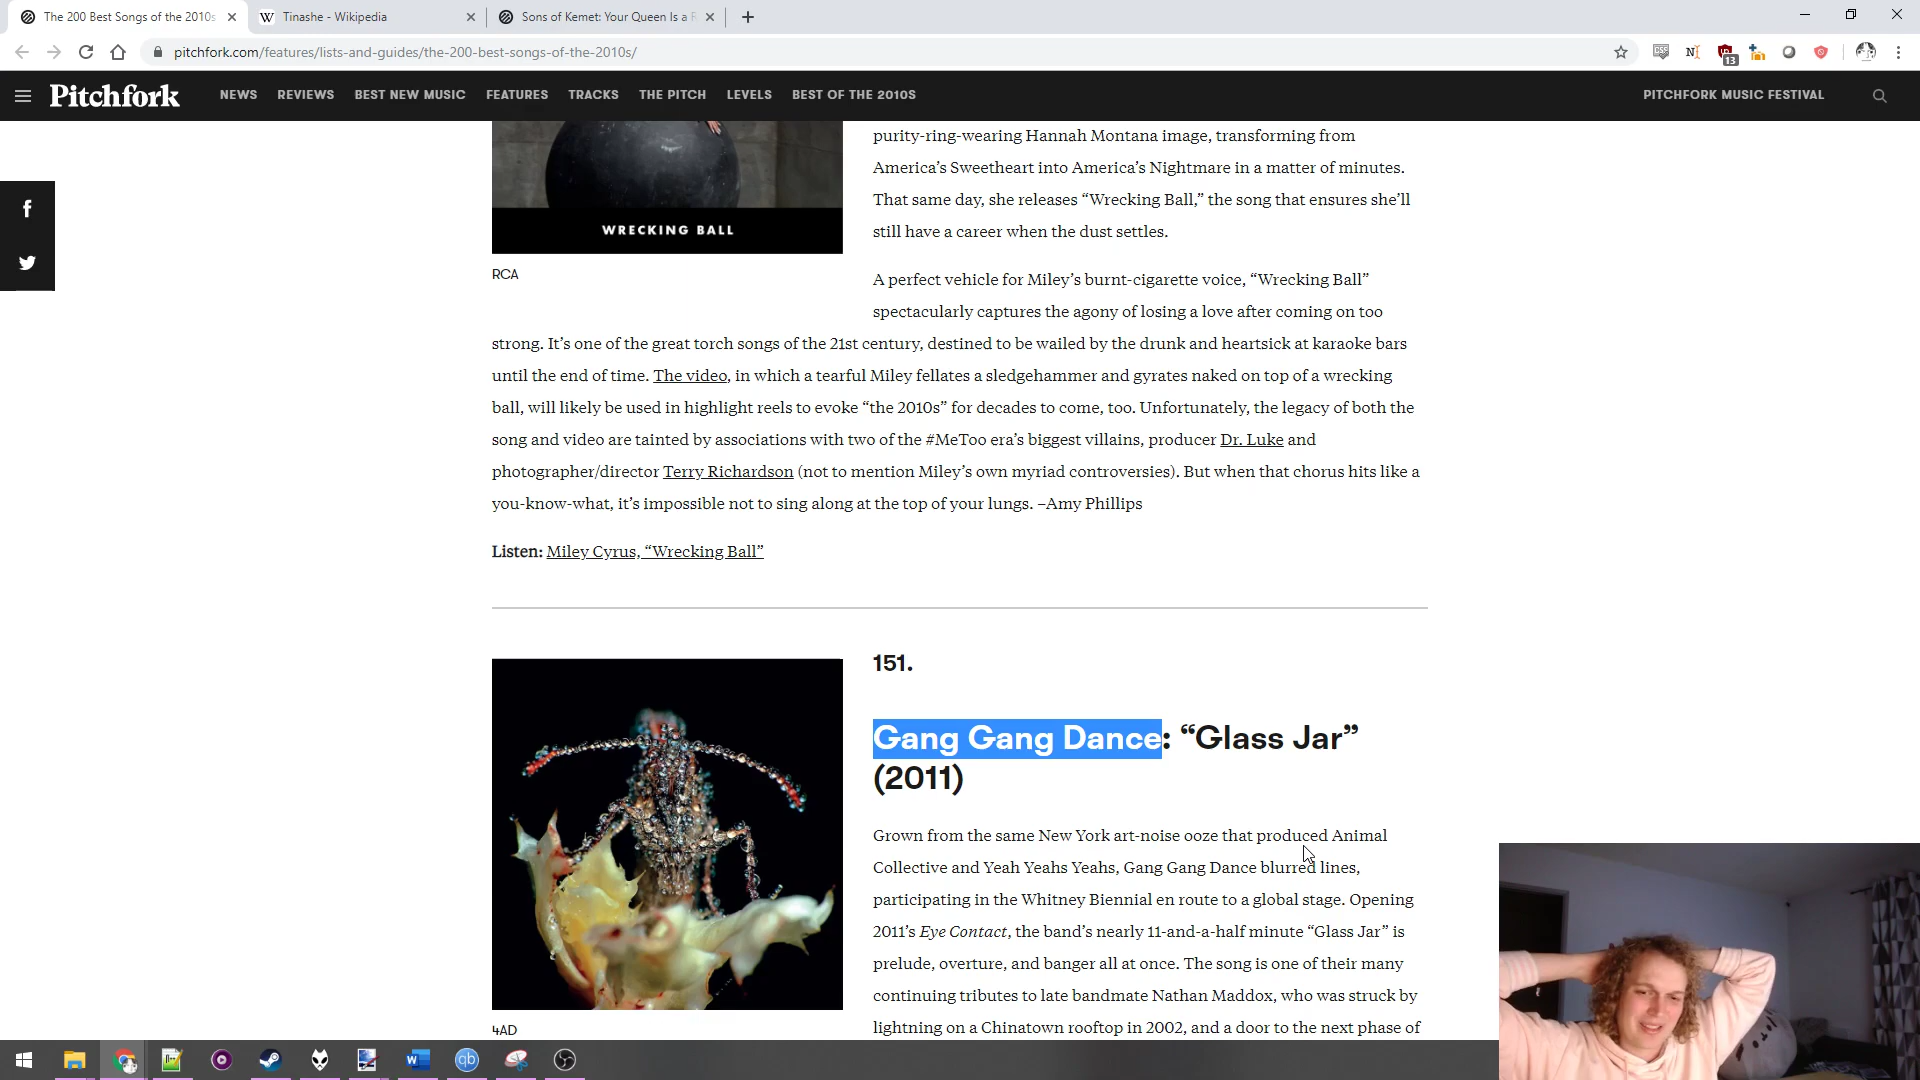 The 200 Best Songs of the 2010s
Tinashe - Wikipedia
Sons of Kemet: Your Queen Is a R
pitchfork.com/features/lists-and-guides/the-200-best-songs-of-the-2010s/
13
Pitchfork
NEWS REVIEWS BEST NEW MUSIC FEATURES TRACKS THE PITCH LEVELS BEST OF THE 2010S
PITCHFORK MUSIC FESTIVAL
WRECKING BALL
RCA
purity-ring-wearing Hannah Montana image, transforming from
America’s Sweetheart into America’s Nightmare in a matter of minutes.
That same day, she releases “Wrecking Ball,” the song that ensures she’ll
still have a career when the dust settles.
A perfect vehicle for Miley’s burnt-cigarette voice, “Wrecking Ball”
spectacularly captures the agony of losing a love after coming on too
strong. It’s one of the great torch songs of the 21st century, destined to be wailed by the drunk and heartsick at karaoke bars
until the end of time. The video, in which a tearful Miley fellates a sledgehammer and gyrates naked on top of a wrecking
ball, will likely be used in highlight reels to evoke “the 2010s” for decades to come, too. Unfortunately, the legacy of both the
song and video are tainted by associations with two of the #MeToo era’s biggest villains, producer Dr. Luke and
photographer/director Terry Richardson (not to mention Miley’s own myriad controversies). But when that chorus hits like a
you-know-what, it’s impossible not to sing along at the top of your lungs. –Amy Phillips
Listen: Miley Cyrus, “Wrecking Ball”
151.
Gang Gang Dance: “Glass Jar”
(2011)
Grown from the same New York art-noise ooze that produced Animal
Collective and Yeah Yeahs Yeahs, Gang Gang Dance blurred lines,
participating in the Whitney Biennial en route to a global stage. Opening
2011’s Eye Contact, the band’s nearly 11-and-a-half minute “Glass Jar” is
prelude, overture, and banger all at once. The song is one of their many
continuing tributes to late bandmate Nathan Maddox, who was struck by
lightning on a Chinatown rooftop in 2002, and a door to the next phase of
4AD